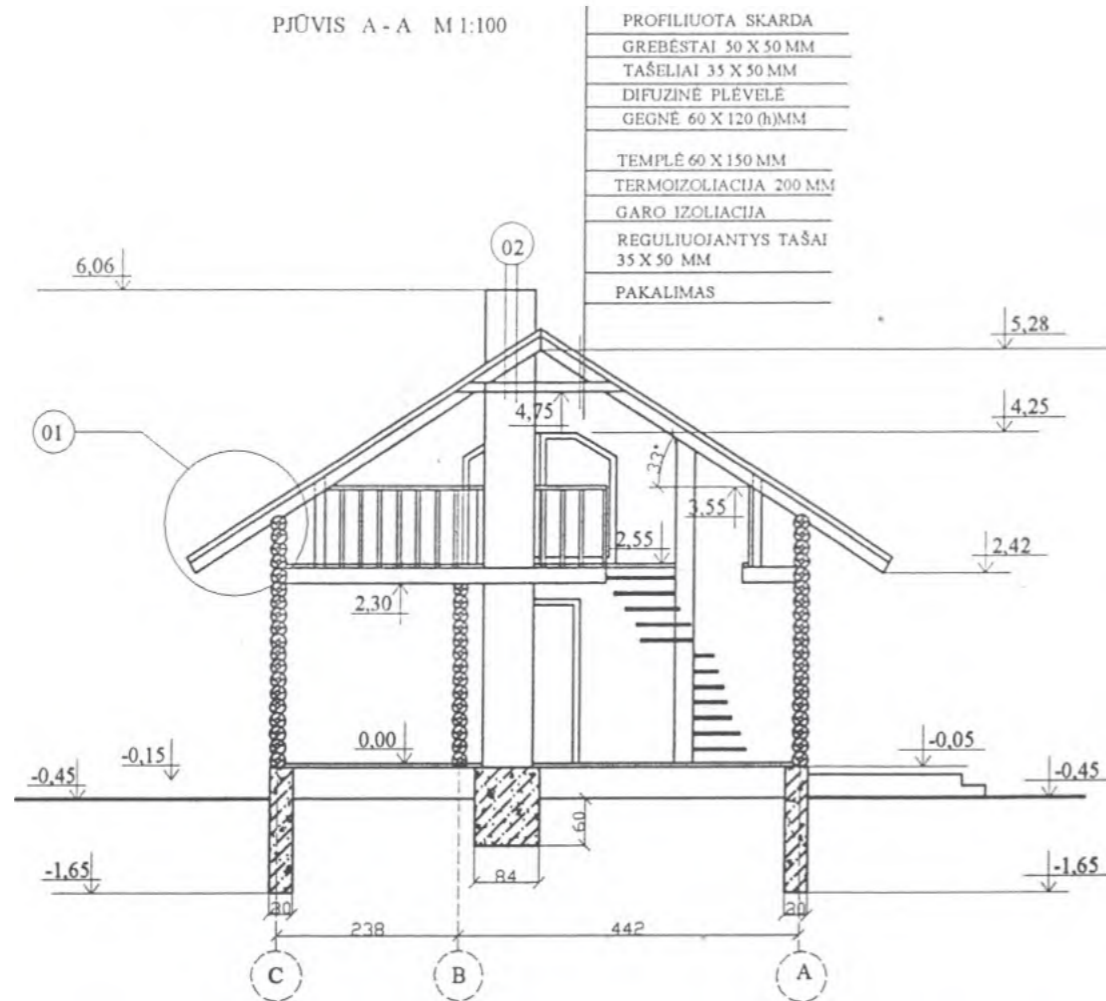 PJŪVIS A - A M 1:100
PROFILIUOTA SKARDA
GREBĖSTAI 50 X 50 MM
TAŠELIAI 35 X 50 MM
DIFUZINĖ PLĖVELĖ
GEGNĖ 60 X 120 (h)MM
TEMPLĖ 60 X 150 MM
TERMOIZOLIACIJA 200 MM
GARO IZOLIACIJA
REGULIUOJANTYS TAŠAI
35 X 50 MM
PAKALIMAS
02
6,06
5,28
4,75
4,25
01
33°
3,55
2,55
2,42
2,30
0,00
-0,15
-0,05
-0,45
-0,45
60
-1,65
84
-1,65
30
30
238
442
C
B
A